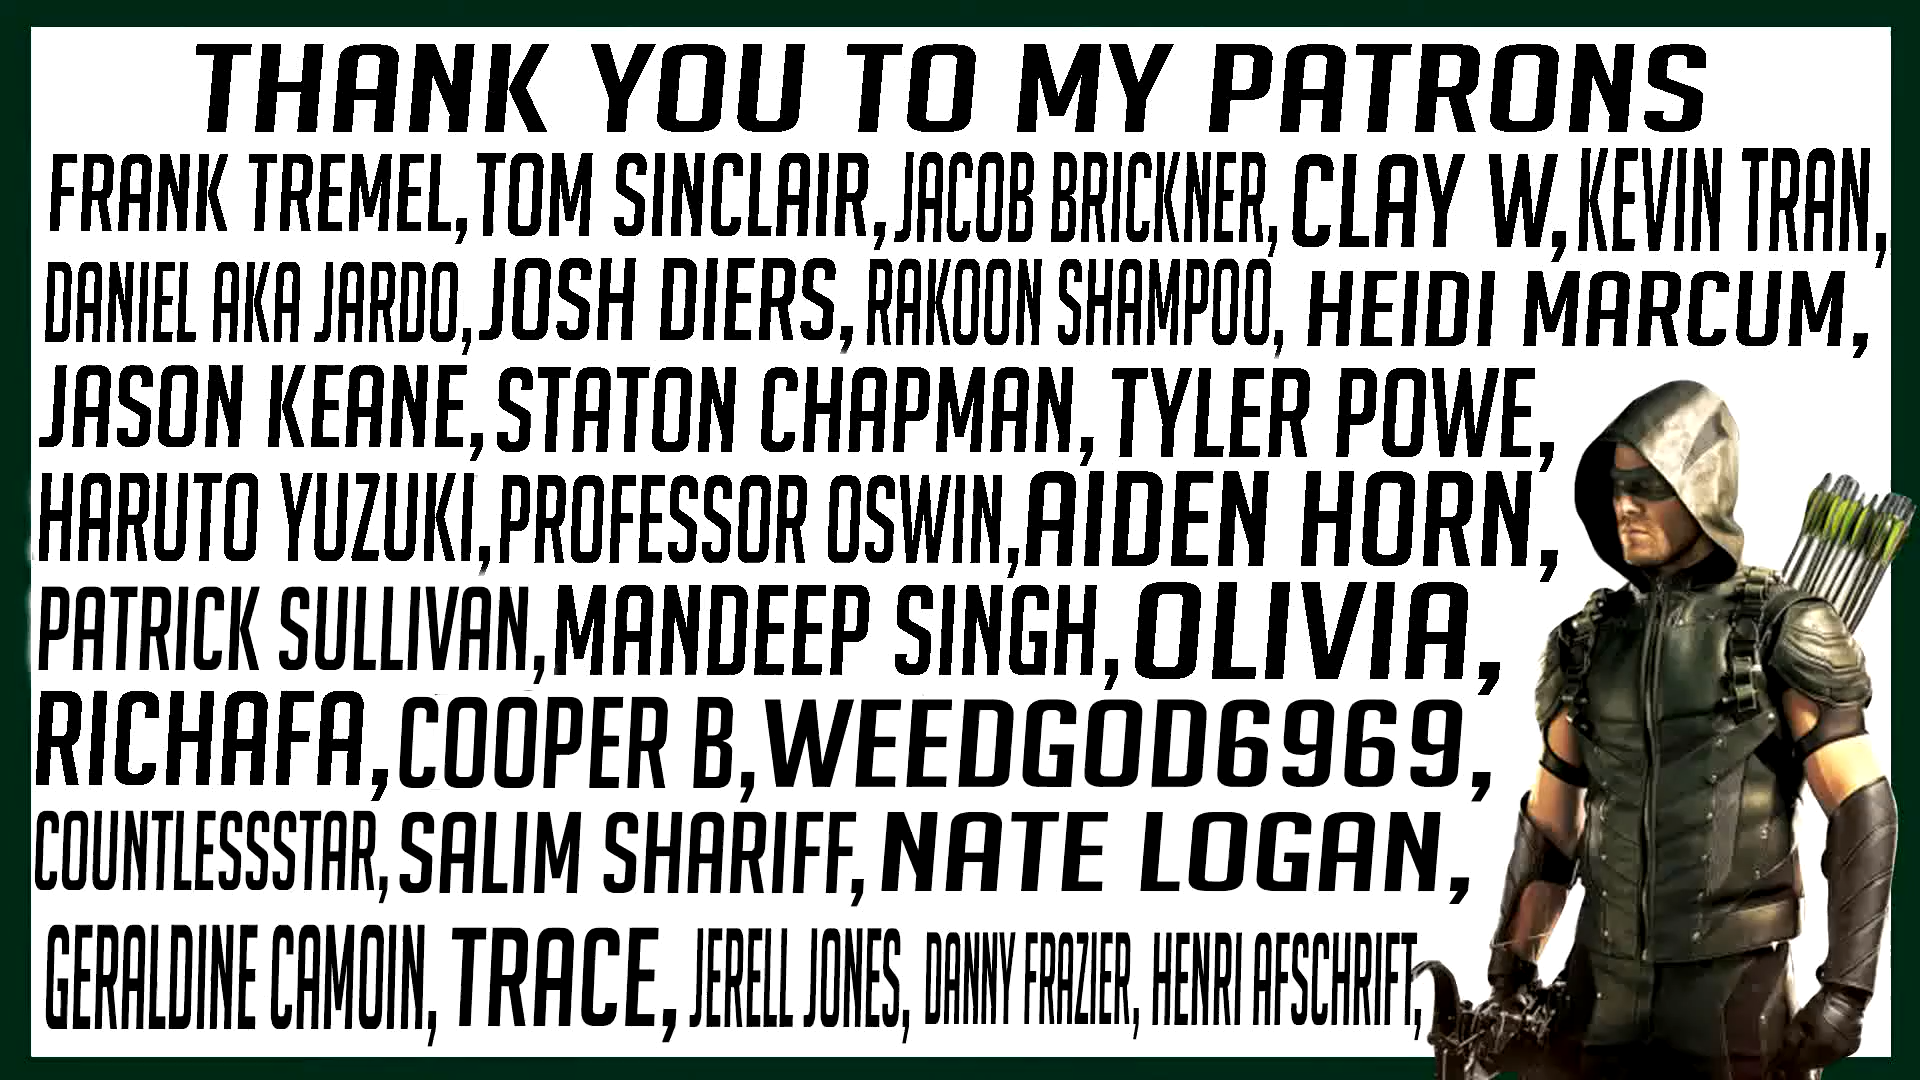 THANK YOU TO MY PATRONS
FRANK TREMEL, TOM SINCLAIR, JACOB BRICKNER, CLAY W, KEVIN TRAN,
DANIEL AKA JARDO, JOSH DIERS, RAKOON SHAMPOO, HEIDI MARCUM,
JASON KEANE, STATON CHAPMAN, TYLER POWE,
HARUTO YUZUKI, PROFESSOR OSWIN, AIDEN HORN,
PATRICK SULLIVAN, MANDEEP SINGH, OLIVIA,
RICHAFA, COOPER B, WEEDGOD6969,
COUNTLESSSTAR, SALIM SHARIFF, NATE LOGAN,
GERALDINE CAMOIN, TRACE, JERELL JONES, DANNY FRAZIER, HENRI AFSCHRIFT,